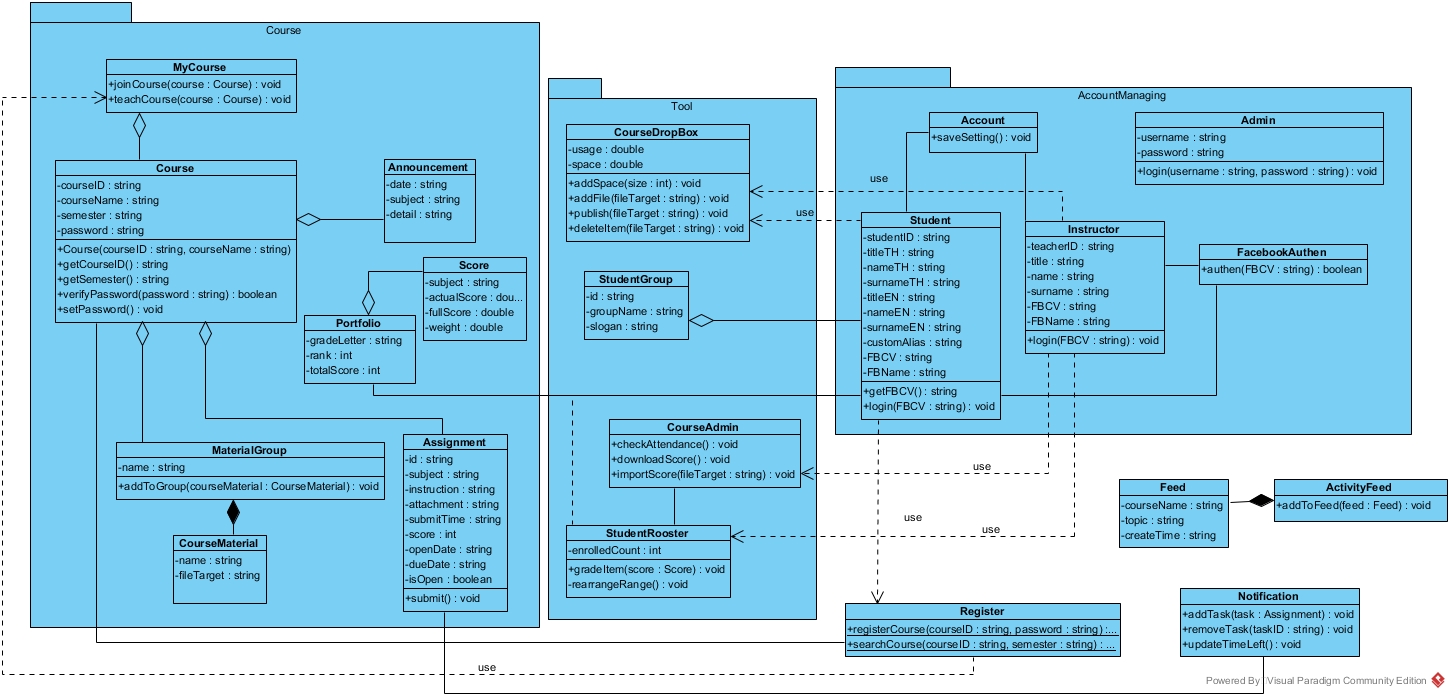 Course
MyCourse
+joinCourse(course : Course) : void
+teachCourse(course : Course) : void
Course
-courseID : string
-courseName : string
-semester : string
-password : string
+Course(courseID : string, courseName : string)
+getCourseID() : string
+getSemester() : string
+verifyPassword(password : string) : boolean
+setPassword() : void
Announcement
-date : string
-subject : string
-detail : string
Score
-subject : string
-actualScore : dou...
-fullScore : double
-weight : double
Portfolio
-gradeLetter : string
-rank : int
-totalScore : int
MaterialGroup
-name : string
+addToGroup(courseMaterial : CourseMaterial) : void
CourseMaterial
-name : string
-fileTarget : string
Assignment
-id : string
-subject : string
-instruction : string
-attachment : string
-submitTime : string
-score : int
-openDate : string
-dueDate : string
-isOpen : boolean
+submit() : void
Tool
CourseDropBox
-usage : double
-space : double
+addSpace(size : int) : void
+addFile(fileTarget : string) : void
+publish(fileTarget : string) : void
+deleteItem(fileTarget : string) : void
StudentGroup
-id : string
-groupName : string
-slogan : string
CourseAdmin
+checkAttendance() : void
+downloadScore() : void
+importScore(fileTarget : string) : void
StudentRooster
-enrolledCount : int
+gradeItem(score : Score) : void
-rearrangeRange() : void
AccountManaging
Account
+saveSetting() : void
Admin
-username : string
-password : string
+login(username : string, password : string) : void
use
use
Student
-studentID : string
-titleTH : string
-nameTH : string
-surnameTH : string
-titleEN : string
-nameEN : string
-surnameEN : string
-customAlias : string
-FBCV : string
-FBName : string
+getFBCV() : string
+login(FBCV : string) : void
Instructor
-teacherID : string
-title : string
-name : string
-surname : string
-FBCV : string
-FBName : string
+login(FBCV : string) : void
FacebookAuthen
+authen(FBCV : string) : boolean
use
use
use
Feed
-courseName : string
-topic : string
-createTime : string
ActivityFeed
+addToFeed(feed : Feed) : void
Register
+registerCourse(courseID : string, password : string) :...
+searchCourse(courseID : string, semester : string) : ...
Notification
+addTask(task : Assignment) : void
+removeTask(taskID : string) : void
+updateTimeLeft() : void
use
Powered By Visual Paradigm Community Edition